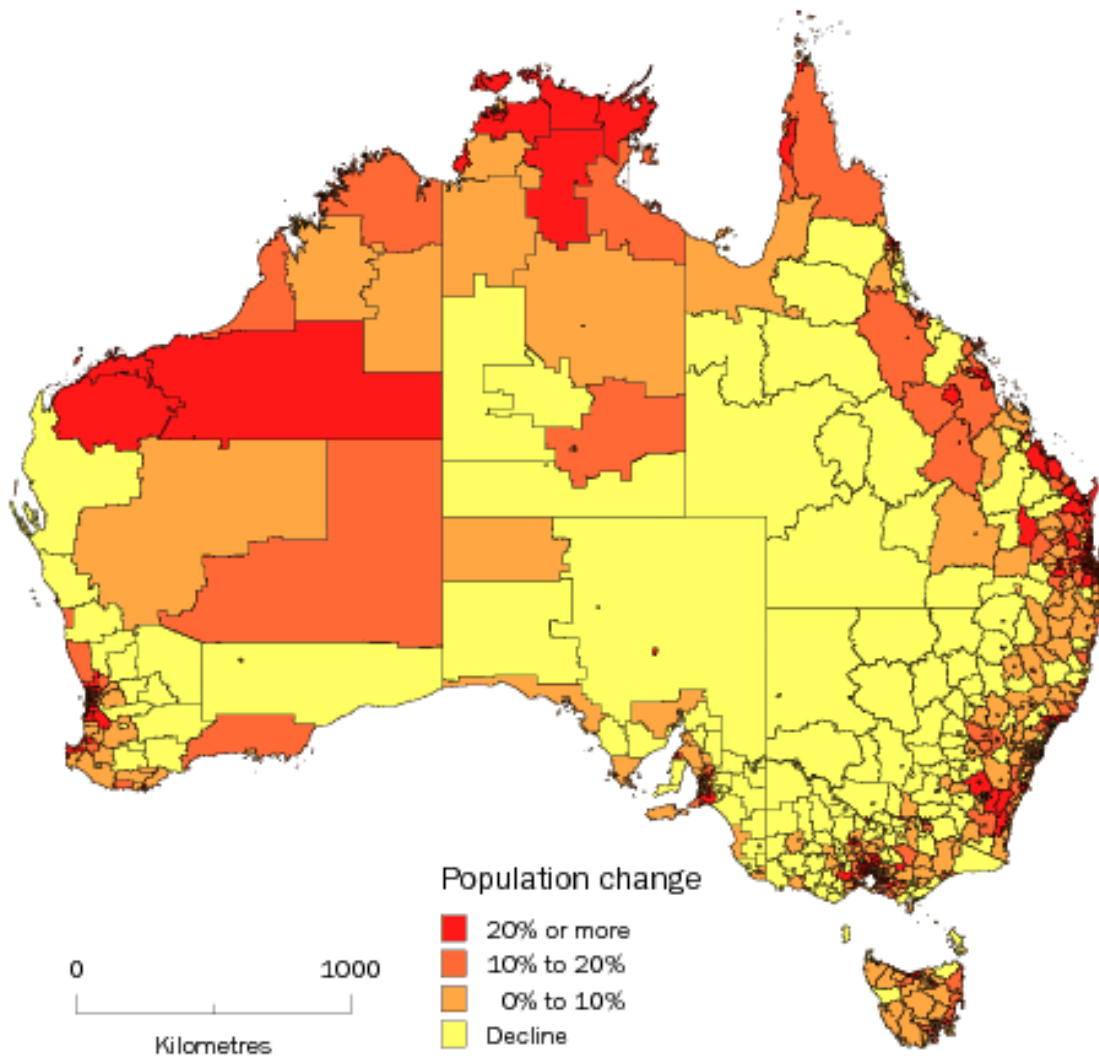 Population change
20% or more
10% to 20%
0% to 10%
Decline
0 1000
Kilometres